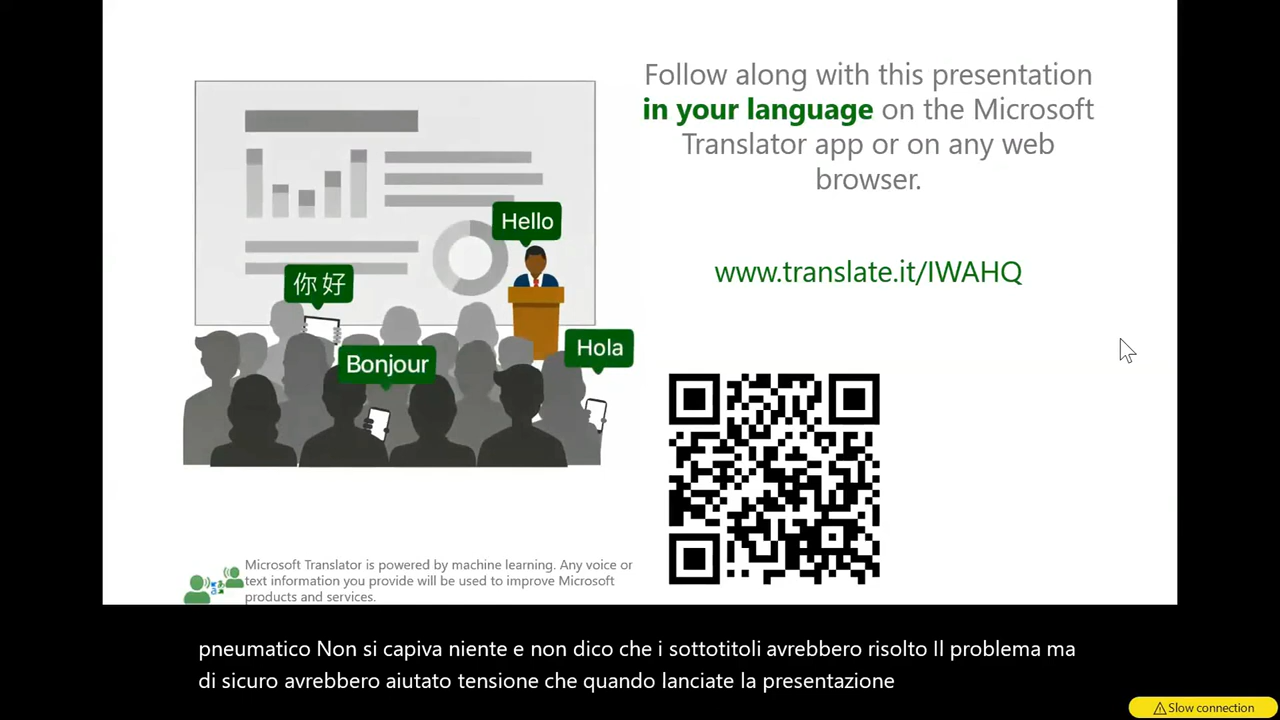 Follow along with this presentation
in your language on the Microsoft
Translator app or on any web
browser.
www.translate.it/IWAHQ
Hello
你好
Bonjour
Hola
Microsoft Translator is powered by machine learning. Any voice or
text information you provide will be used to improve Microsoft
products and services.
pneumatico Non si capiva niente e non dico che i sottotitoli avrebbero risolto Il problema ma
di sicuro avrebbero aiutato tensione che quando lanciate la presentazione
Slow connection